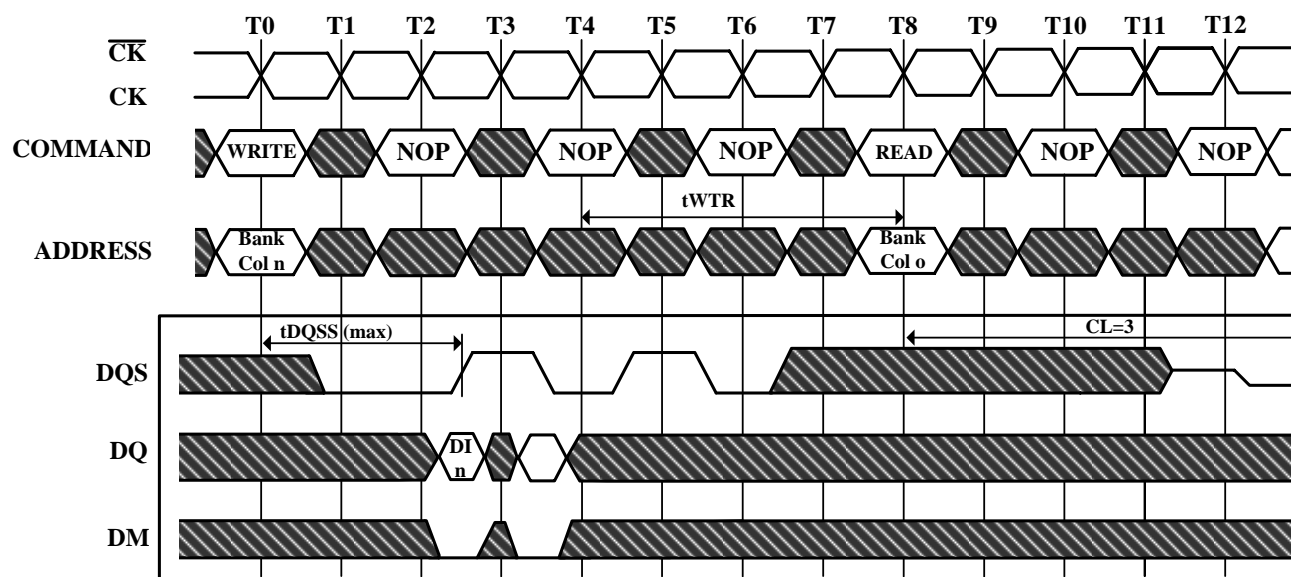 T0 T1 T2 T3 T4 T5 T6 T7 T8 T9 T10 T11 T12
CK
CK
COMMAND WRITE NOP NOP NOP READ NOP NOP
tWTR
ADDRESS Bank Col n Bank Col o
tDQSS (max) CL=3
DQS
DQ DI n
DM